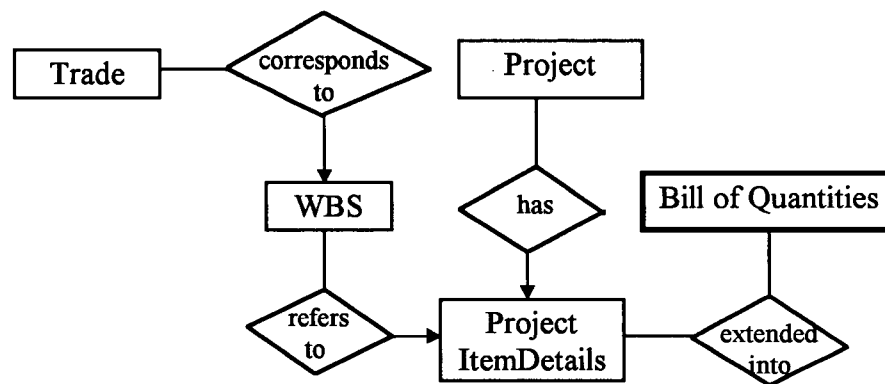 Trade
corresponds
to
Project
WBS
has
Bill of Quantities
refers
to
Project
ItemDetails
extended
into